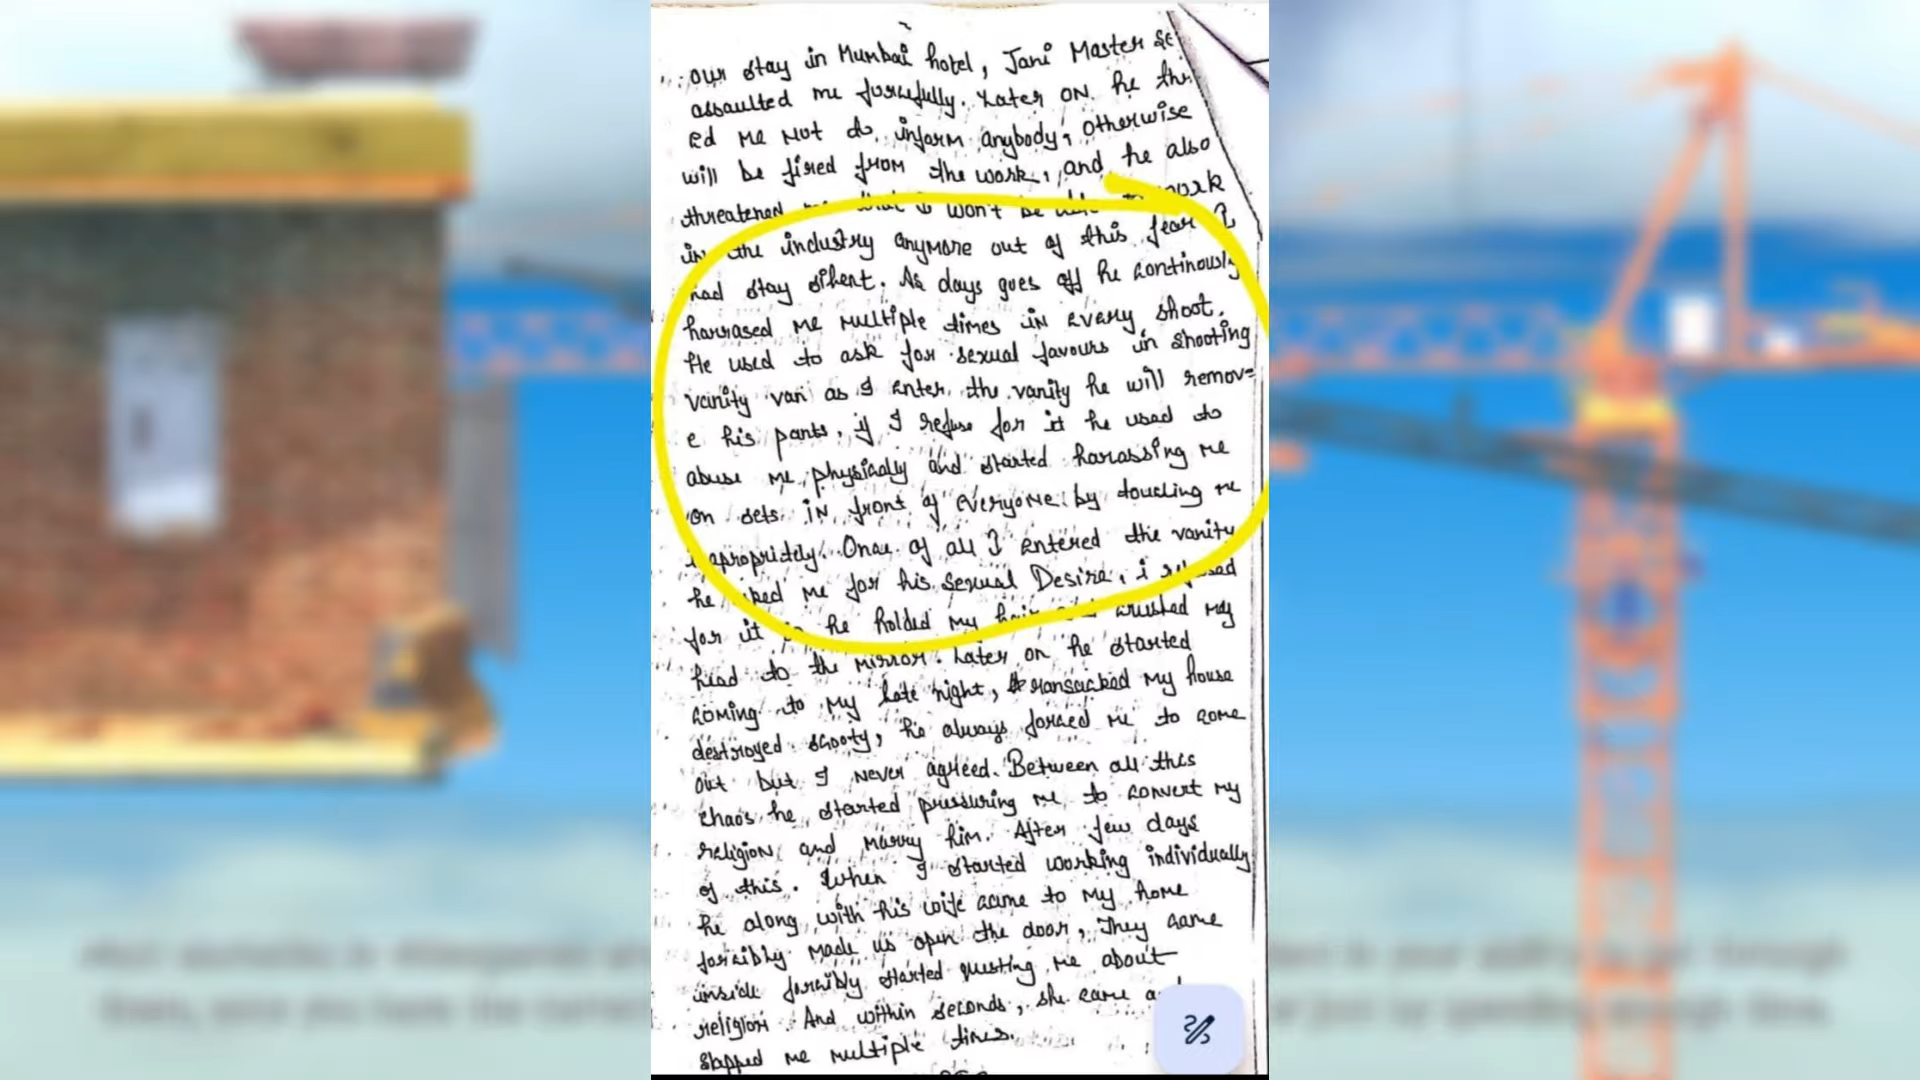 our stay in Mumbai hotel, Jani Master se
assaulted me forcefully. Later on he thr
ed me not do inform anybody, otherwise
will be fired from the work, and he also
threatened that i won't be work
in the industry anymore out of this fear I
had stay silent. As days goes off he continously
harrased me multiple times in every shoot.
He used to ask for sexual favours in shooting
vanity van as I enter the vanity he will remov-
e his pants, if I refuse for it he used to
abuse me physically and started harassing me
on sets in front of everyone by touching me
apropriately. Once of all I entered the vanity
he asked me for his sexual Desire, i refused
for it he holded my hair crushed my
head to the mirror. Later on he started
coming to my late night, ransacked my house
destroyed scooty, he always forced me to come
out but I never agreed. Between all this
chaos he started pressuring me to convert my
religion and marry him. After few days
of this. When I started working individually
he along with his wife came to my home
forcibly made us open the door, They came
inside forcibly started questing me about
religion. And within seconds, she came
slapped me multiple times.